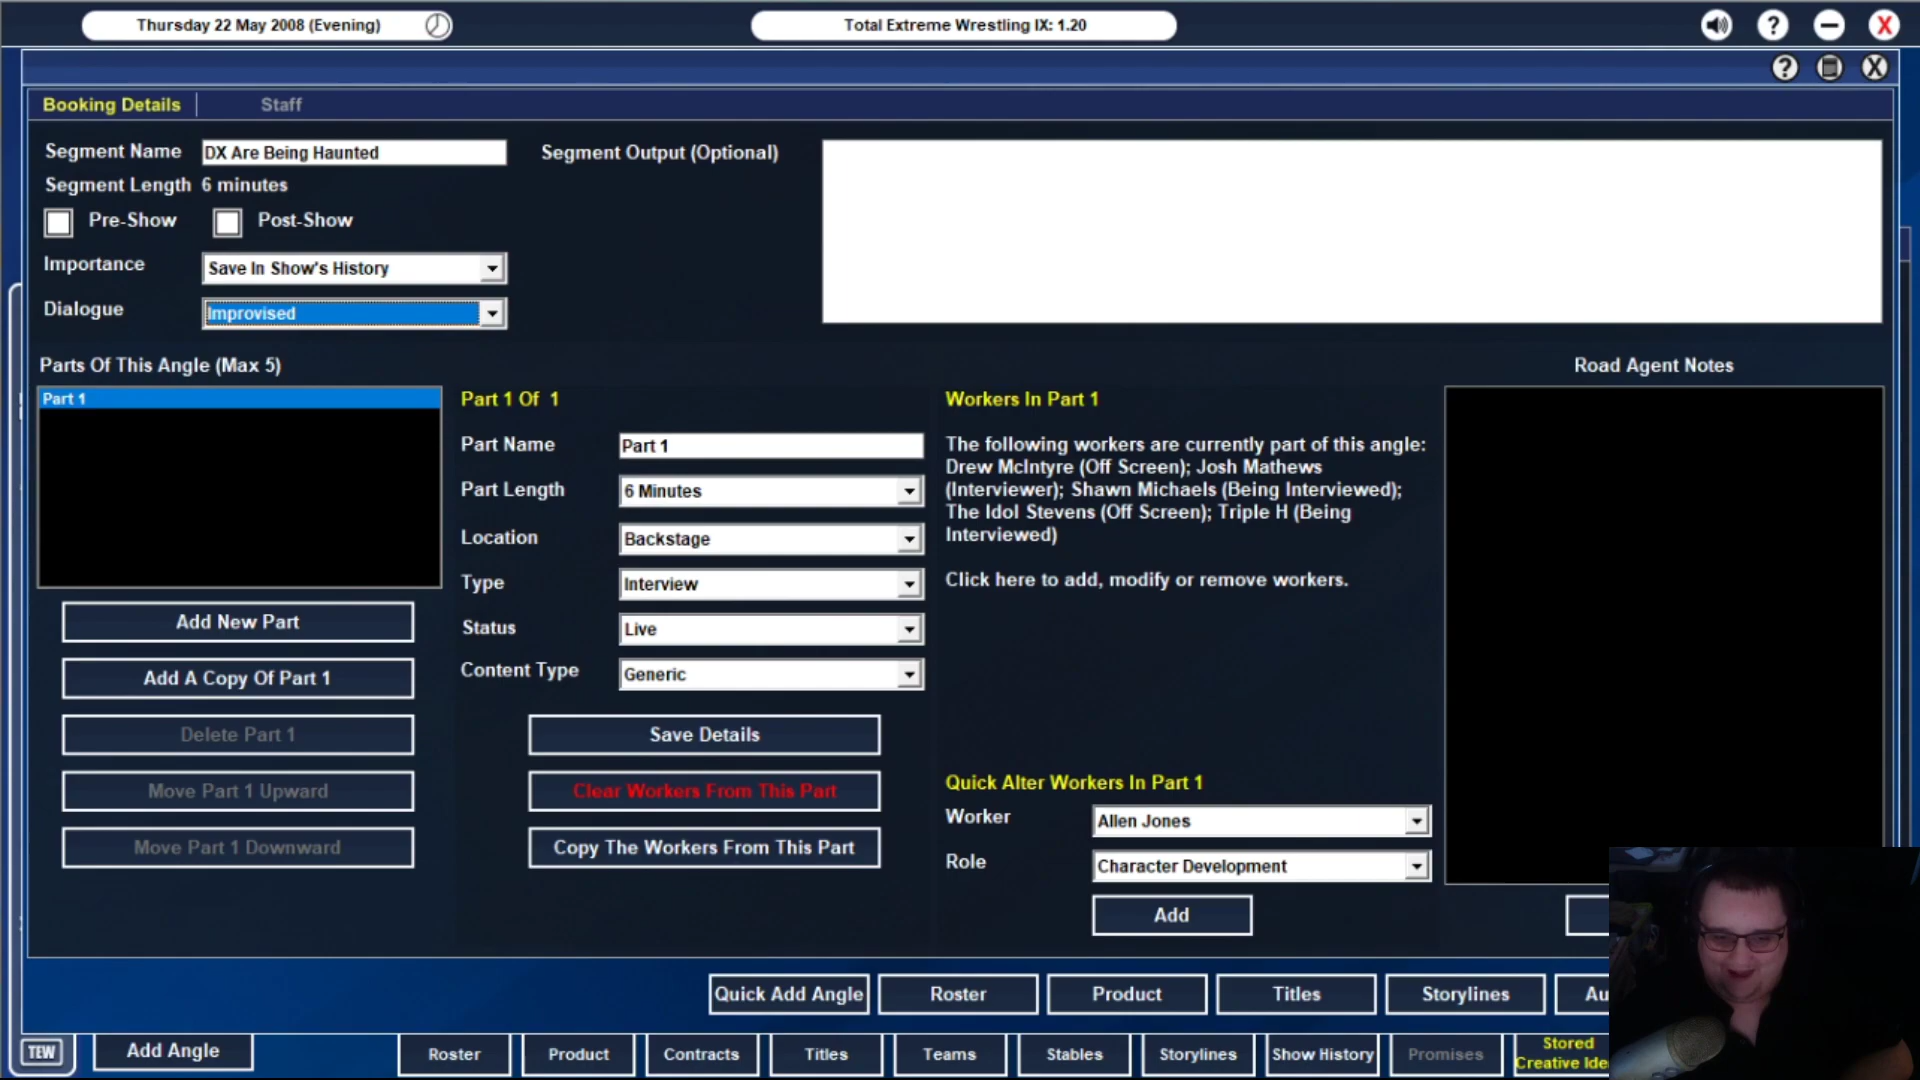 Thursday 22 May 2008 (Evening)
Total Extreme Wrestling IX: 1.20
?
X
?
X
Booking Details
Staff
Segment Name
DX Are Being Haunted
Segment Output (Optional)
Segment Length 6 minutes
Pre-Show
Post-Show
Importance
Save In Show's History
Dialogue
Improvised
Parts Of This Angle (Max 5)
Road Agent Notes
Part 1
Part 1 Of 1
Workers In Part 1
Part Name
Part 1
The following workers are currently part of this angle:
Drew McIntyre (Off Screen); Josh Mathews
(Interviewer); Shawn Michaels (Being Interviewed);
The Idol Stevens (Off Screen); Triple H (Being
Interviewed)
Part Length
6 Minutes
Location
Backstage
Type
Interview
Click here to add, modify or remove workers.
Status
Live
Content Type
Generic
Add New Part
Add A Copy Of Part 1
Delete Part 1
Move Part 1 Upward
Move Part 1 Downward
Save Details
Clear Workers From This Part
Copy The Workers From This Part
Quick Alter Workers In Part 1
Worker
Allen Jones
Role
Character Development
Add
Quick Add Angle
Roster
Product
Titles
Storylines
Au
TEW
Add Angle
Roster
Product
Contracts
Titles
Teams
Stables
Storylines
Show History
Promises
Stored
Creative Ide